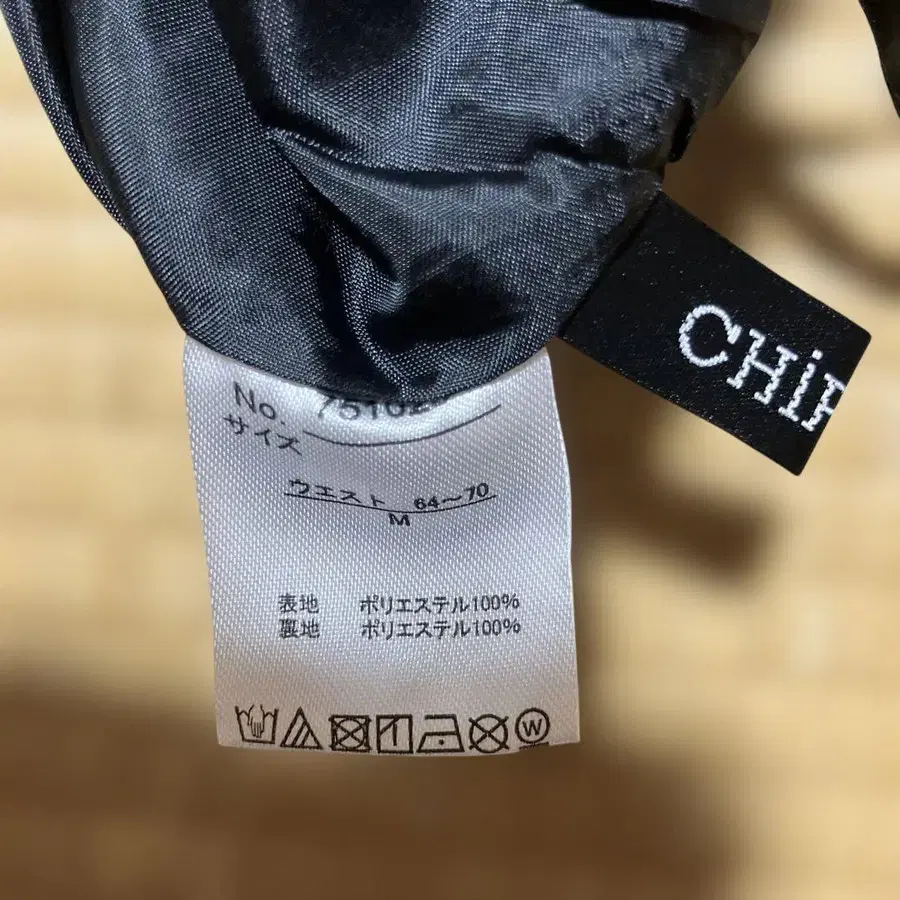 CHiP
No. 75102
サイズ
ウエスト 64～70
M
表地 ポリエステル100%
裏地 ポリエステル100%
W